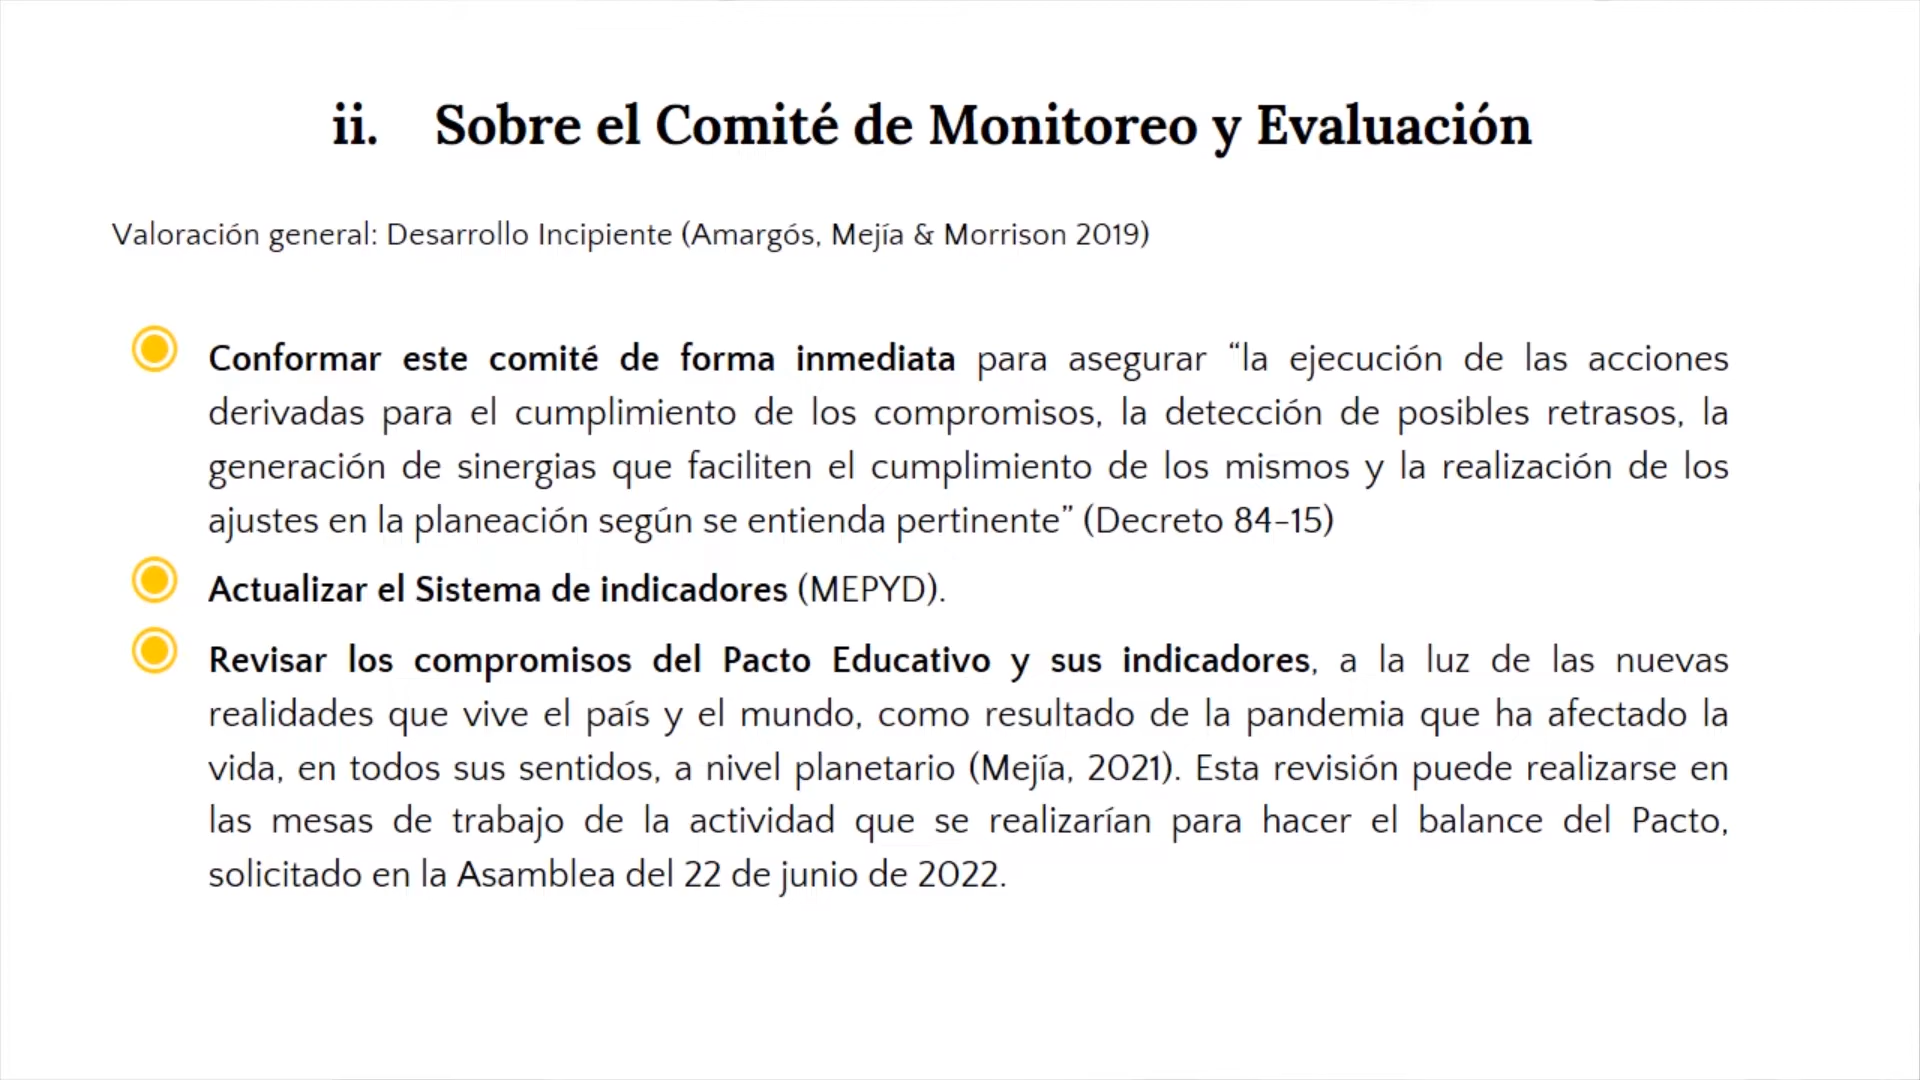 ii. Sobre el Comité de Monitoreo y Evaluación
Valoración general: Desarrollo Incipiente (Amargós, Mejía & Morrison 2019)
Conformar este comité de forma inmediata para asegurar “la ejecución de las acciones
derivadas para el cumplimiento de los compromisos, la detección de posibles retrasos, la
generación de sinergias que faciliten el cumplimiento de los mismos y la realización de los
ajustes en la planeación según se entienda pertinente” (Decreto 84-15)
Actualizar el Sistema de indicadores (MEPYD).
Revisar los compromisos del Pacto Educativo y sus indicadores, a la luz de las nuevas
realidades que vive el país y el mundo, como resultado de la pandemia que ha afectado la
vida, en todos sus sentidos, a nivel planetario (Mejía, 2021). Esta revisión puede realizarse en
las mesas de trabajo de la actividad que se realizarían para hacer el balance del Pacto,
solicitado en la Asamblea del 22 de junio de 2022.